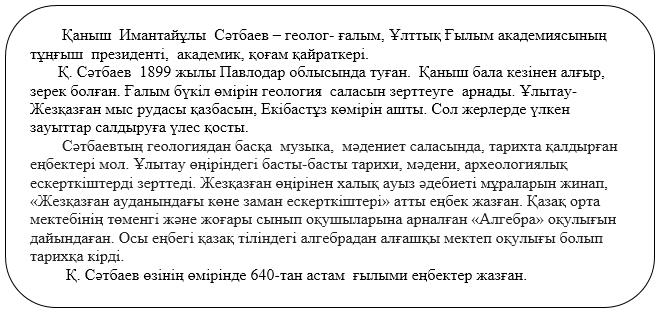 Қаныш Имантайұлы Сәтбаев – геолог- ғалым, Ұлттық Ғылым академиясының
тұңғыш президенті, академик, қоғам қайраткері.
Қ. Сәтбаев 1899 жылы Павлодар облысында туған. Қаныш бала кезінен алғыр,
зерек болған. Ғалым бүкіл өмірін геология саласын зерттеуге арнады. Ұлытау-
Жезқазған мыс рудасы қазбасын, Екібастұз көмірін ашты. Сол жерлерде үлкен
зауыттар салдыруға үлес қосты.
Сәтбаевтың геологиядан басқа музыка, мәдениет саласында, тарихта қалдырған
еңбектері мол. Ұлытау өңіріндегі басты-басты тарихи, мәдени, археологиялық
ескерткіштерді зерттеді. Жезқазған өңірінен халық ауыз әдебиеті мұраларын жинап,
«Жезқазған ауданындағы көне заман ескерткіштері» атты еңбек жазған. Қазақ орта
мектебінің төменгі және жоғары сынып оқушыларына арналған «Алгебра» оқулығын
дайындаған. Осы еңбегі қазақ тіліндегі алгебрадан алғашқы мектеп оқулығы болып
тарихқа кірді.
Қ. Сәтбаев өзінің өмірінде 640-тан астам ғылыми еңбектер жазған.